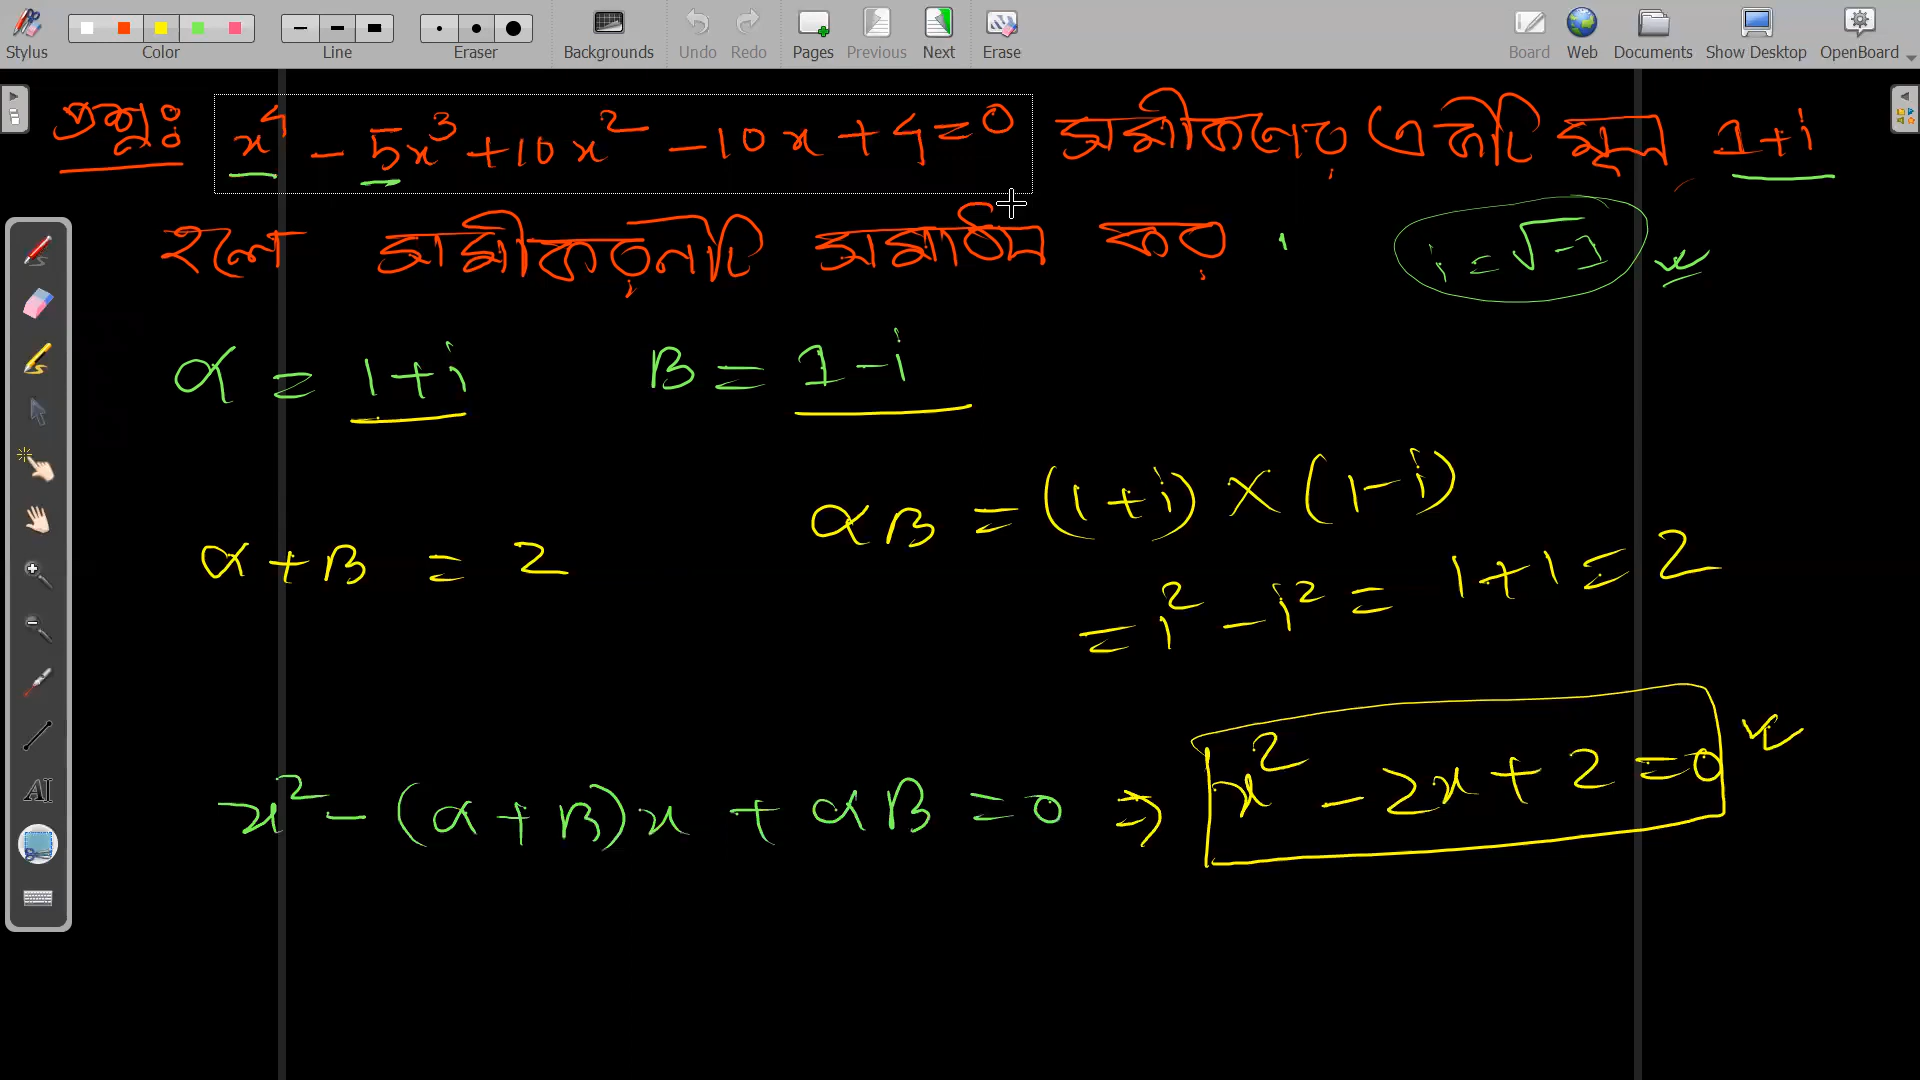 Stylus Color Line Eraser Backgrounds Undo Redo Pages Previous Next Erase Board Web Documents Show Desktop OpenBoard
প্রশ্নঃ x⁴ - 5x³ + 10x² - 10x + 4 = 0 সমীকরণের একটি মূল 1+i
হলে সমীকরণটি সমাধান কর। i = √-1
α = 1+i β = 1-i
αβ = (1+i) × (1-i)
α+β = 2
= 1² - i² = 1+1 = 2
x² - (α+β)x + αβ = 0 ⇒ x² - 2x + 2 = 0